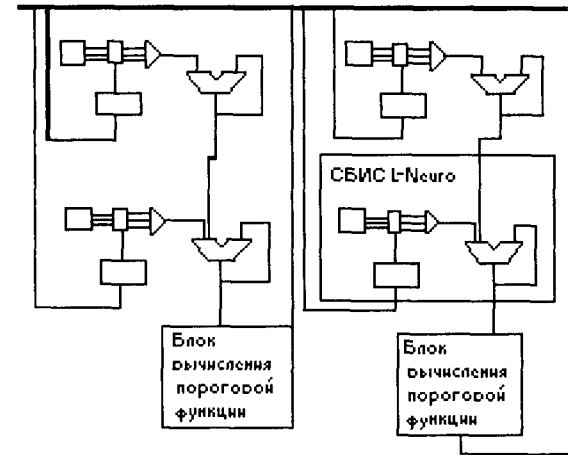 СБИС L-Neuro
Блок
вычисления
пороговой
функции
Блок
вычисления
пороговой
функции